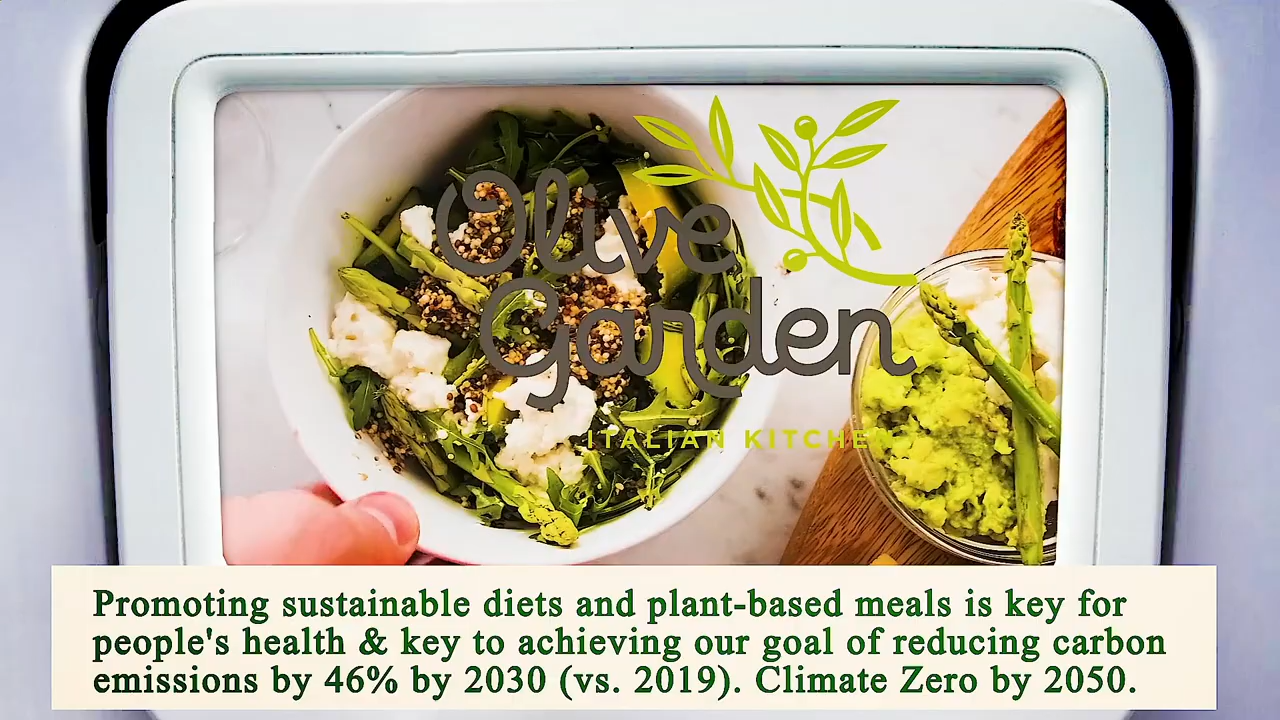 Olive
Garden
ITALIAN KITCHEN
Promoting sustainable diets and plant-based meals is key for
people's health & key to achieving our goal of reducing carbon
emissions by 46% by 2030 (vs. 2019). Climate Zero by 2050.